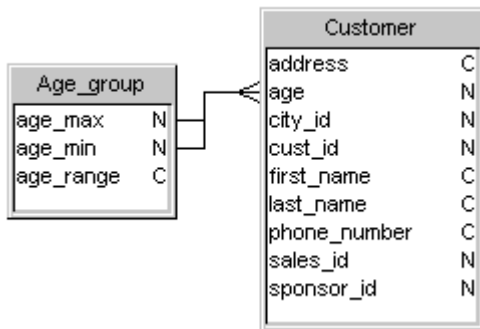 Age_group
age_max N
age_min N
age_range C
Customer
address C
age N
city_id N
cust_id N
first_name C
last_name C
phone_number C
sales_id N
sponsor_id N